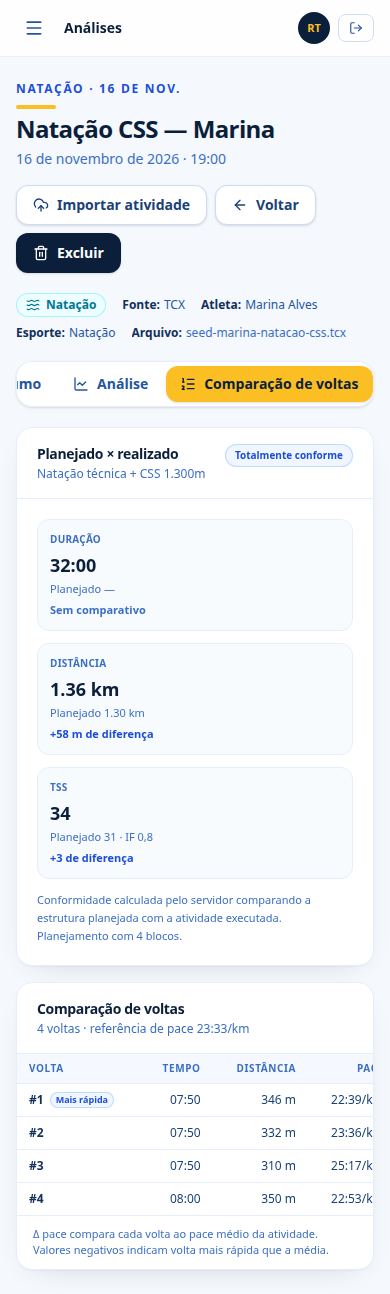 Análises
RT
NATAÇÃO · 16 DE NOV.
Natação CSS — Marina
16 de novembro de 2026 · 19:00
Importar atividade
Voltar
Excluir
Natação Fonte: TCX Atleta: Marina Alves
Esporte: Natação Arquivo: seed-marina-natacao-css.tcx
umo Análise Comparação de voltas
Planejado × realizado
Totalmente conforme
Natação técnica + CSS 1.300m
DURAÇÃO
32:00
Planejado —
Sem comparativo
DISTÂNCIA
1.36 km
Planejado 1.30 km
+58 m de diferença
TSS
34
Planejado 31 · IF 0,8
+3 de diferença
Conformidade calculada pelo servidor comparando a
estrutura planejada com a atividade executada.
Planejamento com 4 blocos.
Comparação de voltas
4 voltas · referência de pace 23:33/km
VOLTA TEMPO DISTÂNCIA PAC
#1 Mais rápida 07:50 346 m 22:39/k
#2 07:50 332 m 23:36/k
#3 07:50 310 m 25:17/k
#4 08:00 350 m 22:53/k
Δ pace compara cada volta ao pace médio da atividade.
Valores negativos indicam volta mais rápida que a média.